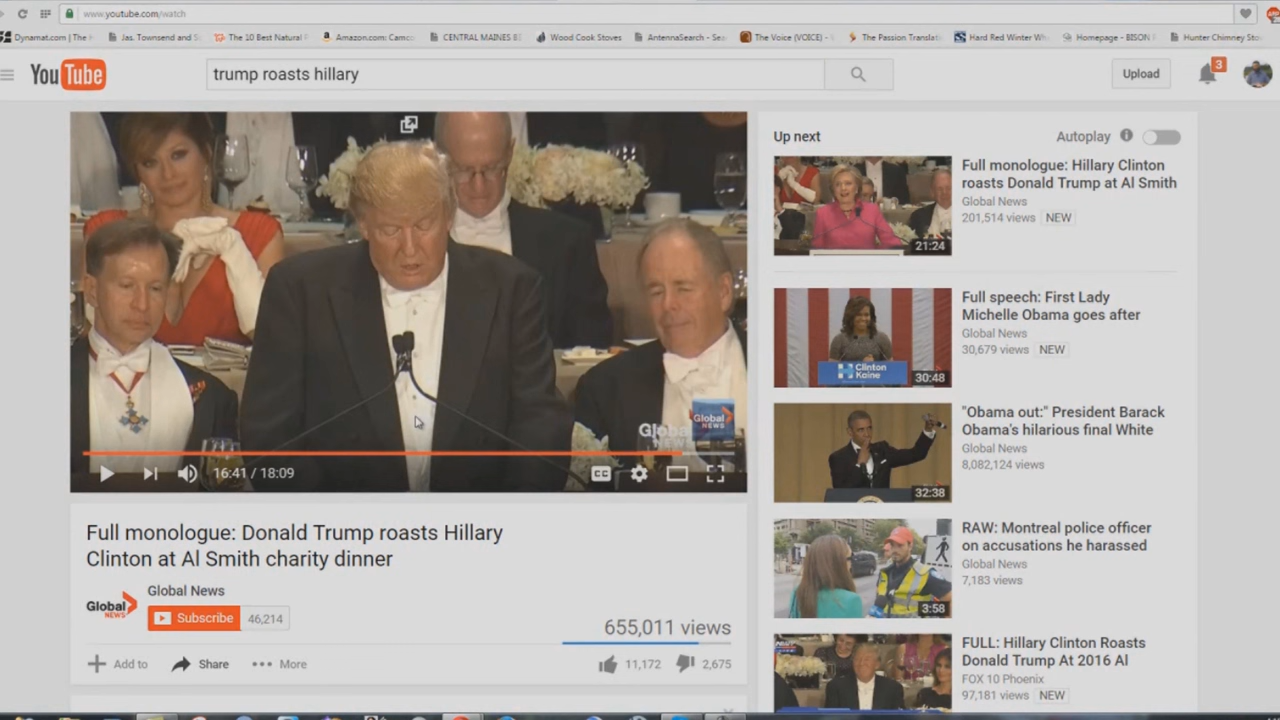 www.youtube.com/watch
Dynamat.com | The H
Jas. Townsend and S
The 10 Best Natural
Amazon.com: Camc
CENTRAL MAINES B
Wood Cook Stoves
AntennaSearch - Sea
The Voice (VOICE) -
The Passion Translati
Hard Red Winter Wh
Homepage - BISON
Hunter Chimney Sto
YouTube
trump roasts hillary
Upload
3
Global
NEWS
Global
NEWS
16:41 / 18:09
CC
Full monologue: Donald Trump roasts Hillary
Clinton at Al Smith charity dinner
Global
NEWS
Global News
Subscribe
46,214
655,011 views
Add to
Share
More
11,172
2,675
Up next
Autoplay
21:24
Full monologue: Hillary Clinton
roasts Donald Trump at Al Smith
Global News
201,514 views NEW
Clinton
Kaine
30:48
Full speech: First Lady
Michelle Obama goes after
Global News
30,679 views NEW
32:38
"Obama out:" President Barack
Obama's hilarious final White
Global News
8,082,124 views
3:58
RAW: Montreal police officer
on accusations he harassed
Global News
7,183 views
FULL: Hillary Clinton Roasts
Donald Trump At 2016 Al
FOX 10 Phoenix
97,181 views NEW